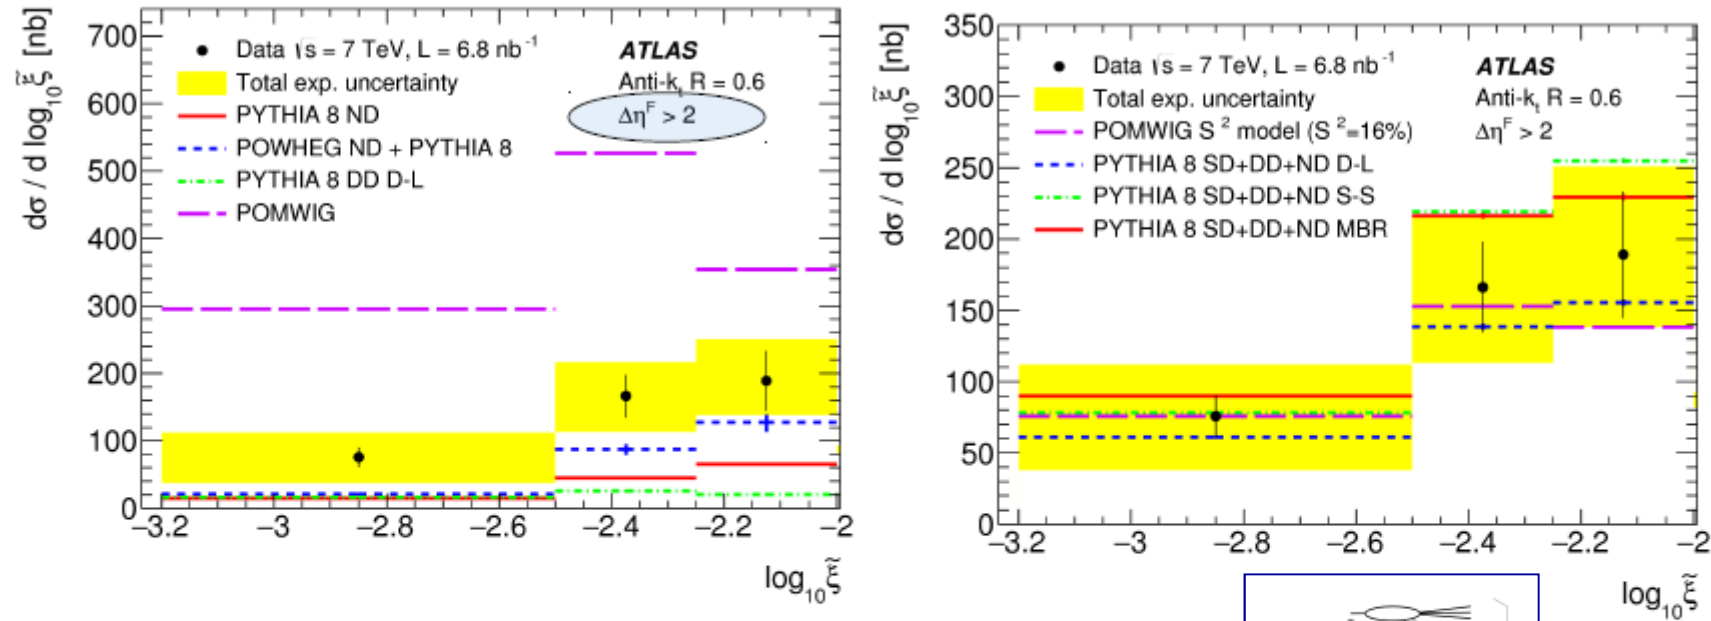 dσ / d log₁₀ ξ̃ [nb]
700
600
500
400
300
200
100
0
Data √s = 7 TeV, L = 6.8 nb⁻¹
Total exp. uncertainty
PYTHIA 8 ND
POWHEG ND + PYTHIA 8
PYTHIA 8 DD D-L
POMWIG
ATLAS
Anti-kₜ R = 0.6
Δηᶠ > 2
−3.2 −3 −2.8 −2.6 −2.4 −2.2 −2
log₁₀ ξ̃
dσ / d log₁₀ ξ̃ [nb]
350
300
250
200
150
100
50
0
Data √s = 7 TeV, L = 6.8 nb⁻¹
Total exp. uncertainty
POMWIG S² model (S²=16%)
PYTHIA 8 SD+DD+ND D-L
PYTHIA 8 SD+DD+ND S-S
PYTHIA 8 SD+DD+ND MBR
ATLAS
Anti-kₜ R = 0.6
Δηᶠ > 2
−3.2 −3 −2.8 −2.6 −2.4 −2.2 −2
log₁₀ ξ̃